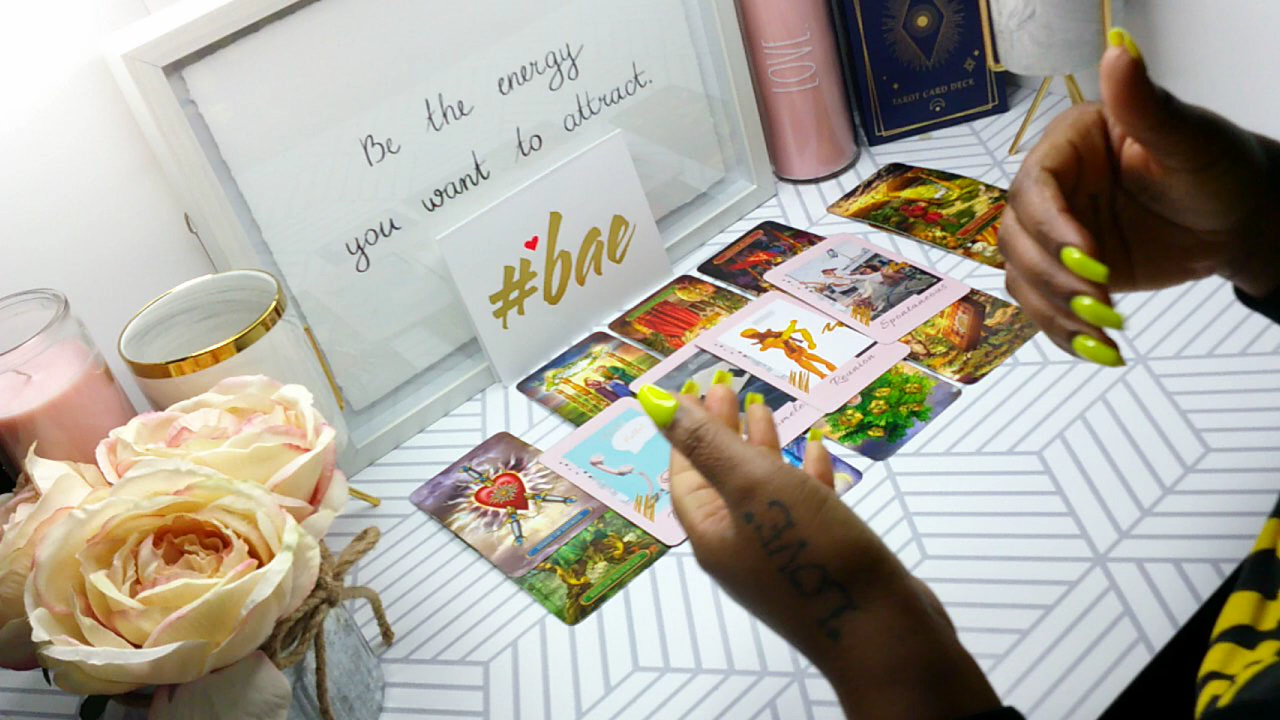 Be the energy
you want to attract.
#bae
LOVE
TAROT CARD DECK
Spontaneous
Reunion